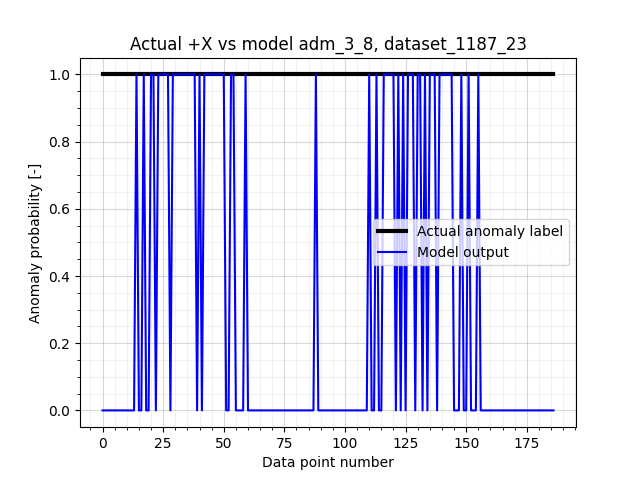 Actual +X vs model adm_3_8, dataset_1187_23
Anomaly probability [-]
1.0
0.8
0.6
0.4
0.2
0.0
Actual anomaly label
Model output
0 25 50 75 100 125 150 175
Data point number